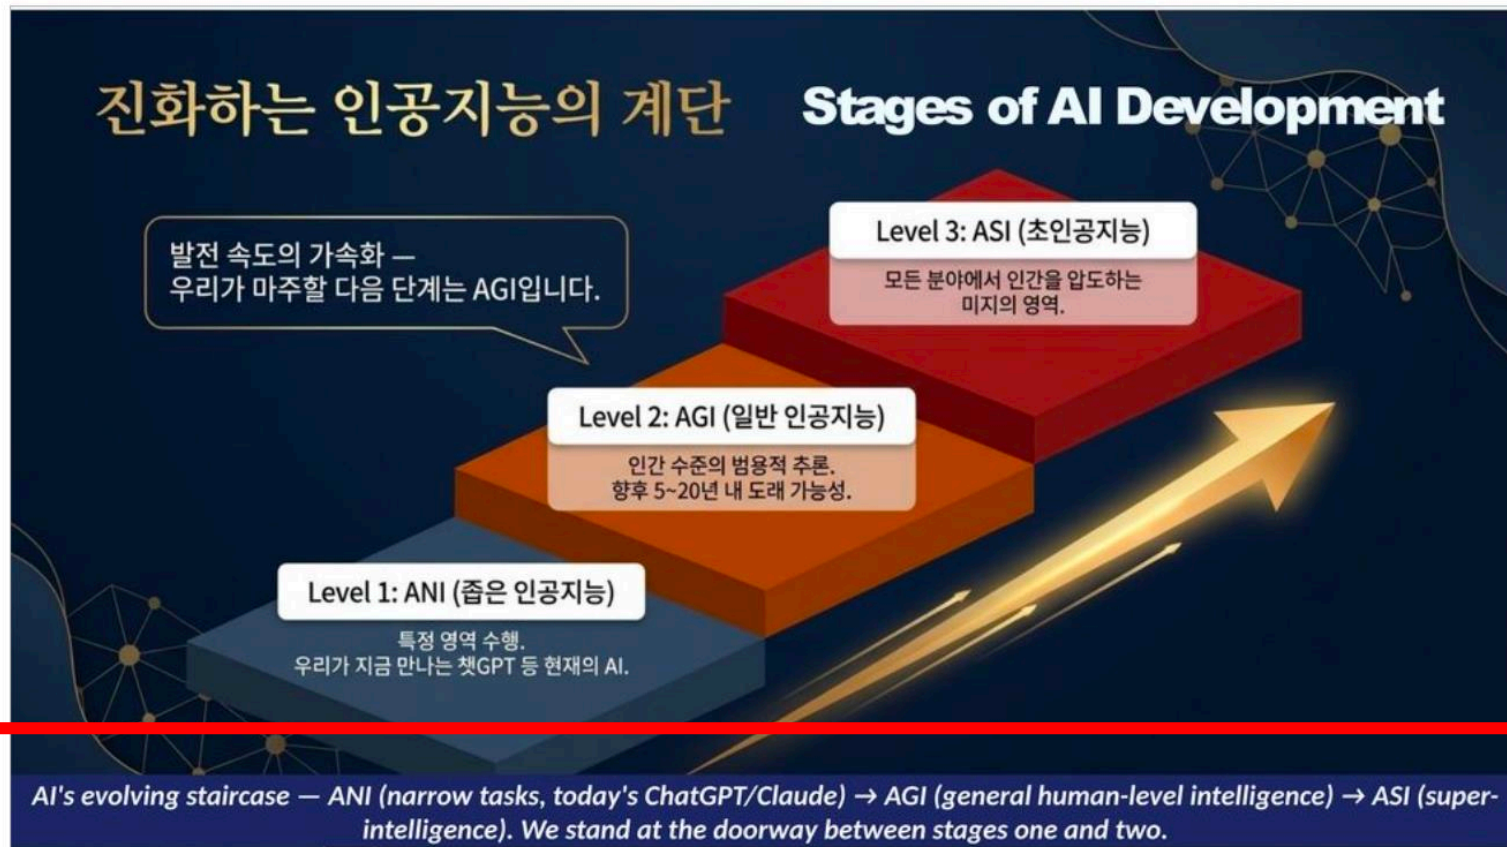 진화하는 인공지능의 계단
Stages of AI Development
발전 속도의 가속화 —
우리가 마주할 다음 단계는 AGI입니다.
Level 3: ASI (초인공지능)
모든 분야에서 인간을 압도하는
미지의 영역.
Level 2: AGI (일반 인공지능)
인간 수준의 범용적 추론.
향후 5~20년 내 도래 가능성.
Level 1: ANI (좁은 인공지능)
특정 영역 수행.
우리가 지금 만나는 챗GPT 등 현재의 AI.
AI's evolving staircase — ANI (narrow tasks, today's ChatGPT/Claude) → AGI (general human-level intelligence) → ASI (super-
intelligence). We stand at the doorway between stages one and two.